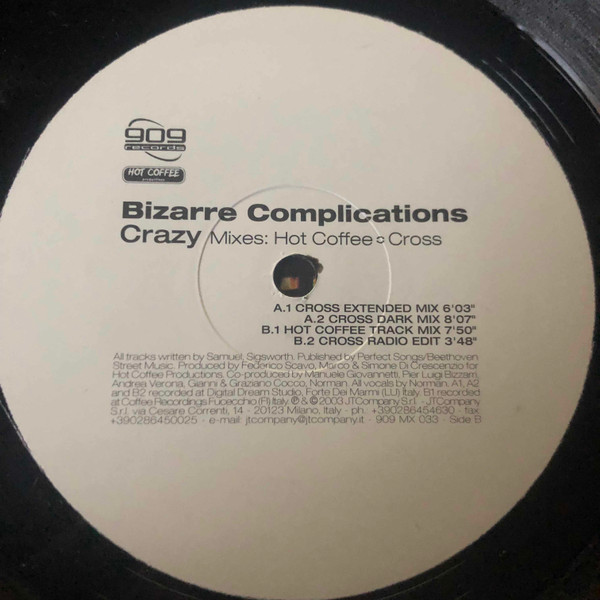 909
records
HOT COFFEE
Bizarre Complications
Crazy Mixes: Hot Coffee Cross
A.1 CROSS EXTENDED MIX 6'03"
A.2 CROSS DARK MIX 8'07"
B.1 HOT COFFEE TRACK MIX 7'50"
B.2 CROSS RADIO EDIT 3'48"
All tracks written by Samuel, Sigsworth. Published by Perfect Songs/Beethoven
Street Music. Produced by Federico Scavo, Marco & Simone Di Crescenzo for
Hot Coffee Productions. Co-produced by Manuele Giovannetti, Pier Luigi Bizzarri,
Andrea Verona, Gianni & Graziano Cocco, Norman. All vocals by Norman. A1, A2
and B2 recorded at Digital Dream Studio, Forte Dei Marmi (LU) Italy. B1 recorded
at Coffee Recordings Fucecchio (FI) Italy. ℗ & © 2003 JTCompany S.r.l. · JTCompany
S.r.l. via Cesare Correnti, 14 · 20123 Milano, Italy · ph. +390286454630 · fax
+390286450025 · e-mail: jtcompany@jtcompany.it · 909 MX 033 · Side B